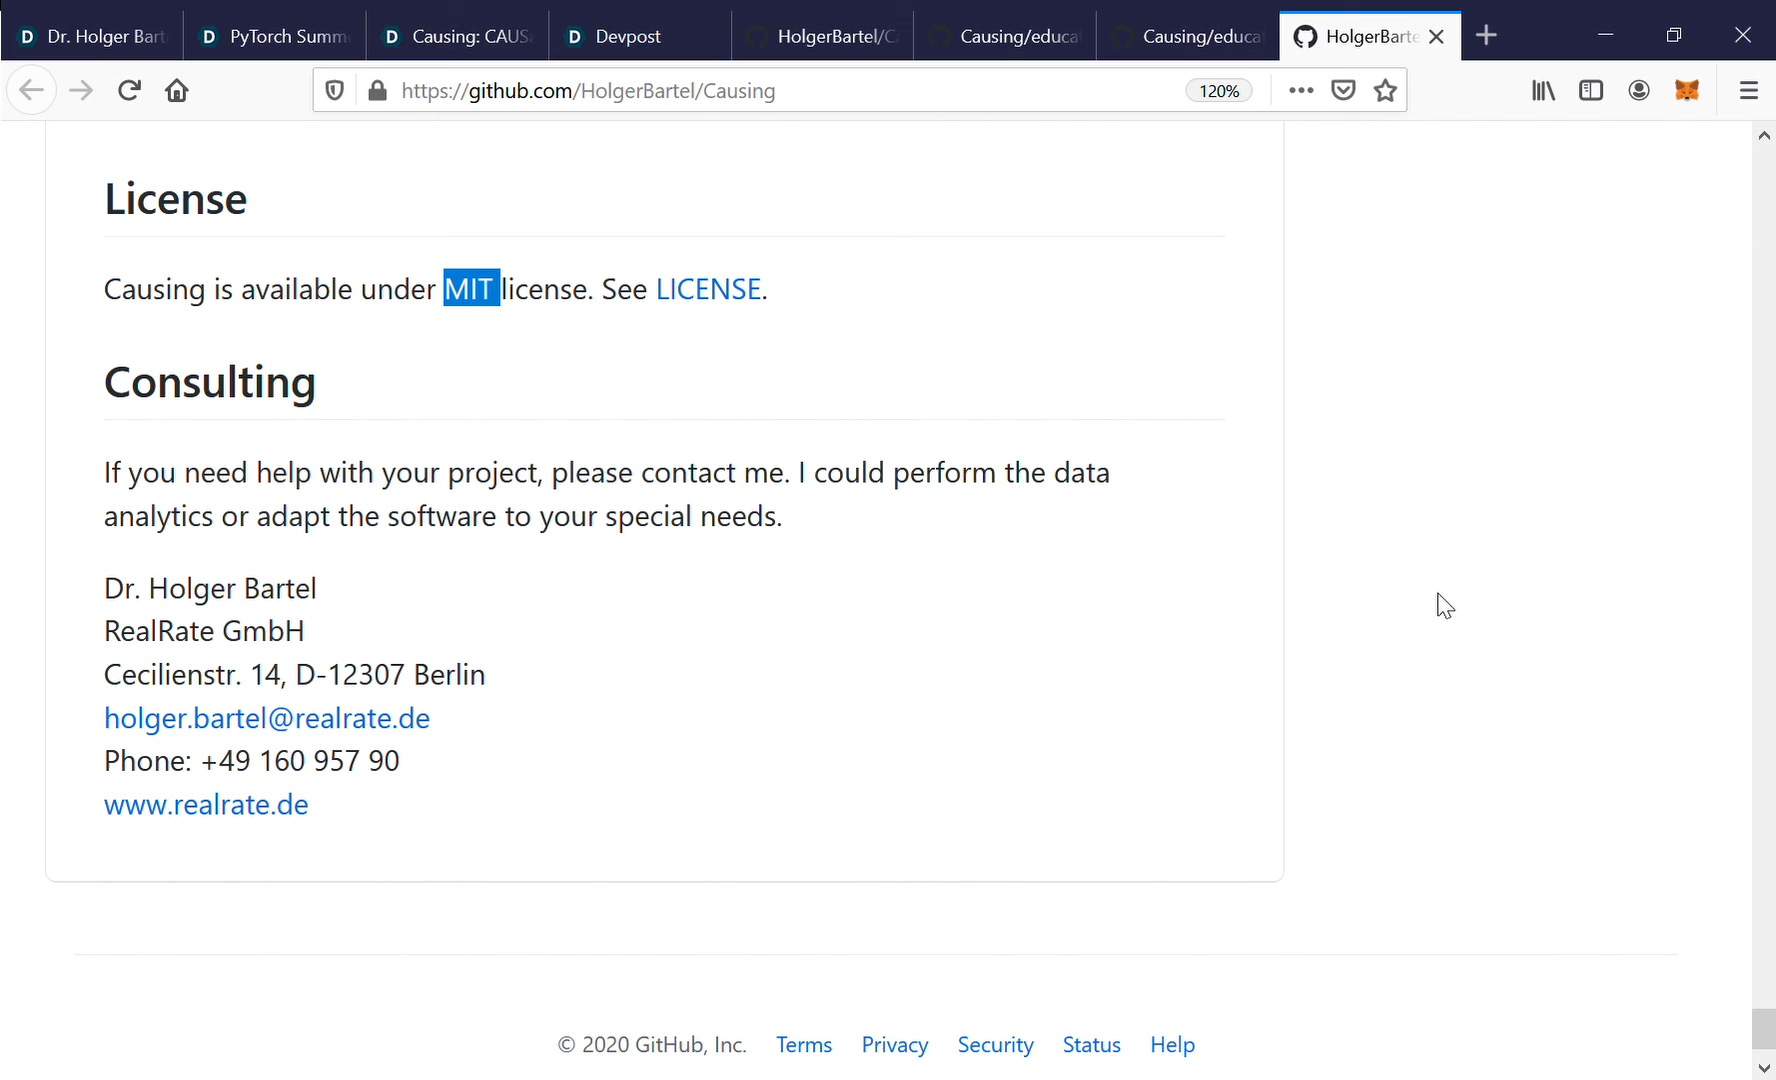 Dr. Holger Bart
PyTorch Summ
Causing: CAUS
Devpost
HolgerBartel/C
Causing/educa
Causing/educa
HolgerBarte
https://github.com/HolgerBartel/Causing
120%
License
Causing is available under MIT license. See LICENSE.
Consulting
If you need help with your project, please contact me. I could perform the data
analytics or adapt the software to your special needs.
Dr. Holger Bartel
RealRate GmbH
Cecilienstr. 14, D-12307 Berlin
holger.bartel@realrate.de
Phone: +49 160 957 90
www.realrate.de
© 2020 GitHub, Inc. Terms Privacy Security Status Help